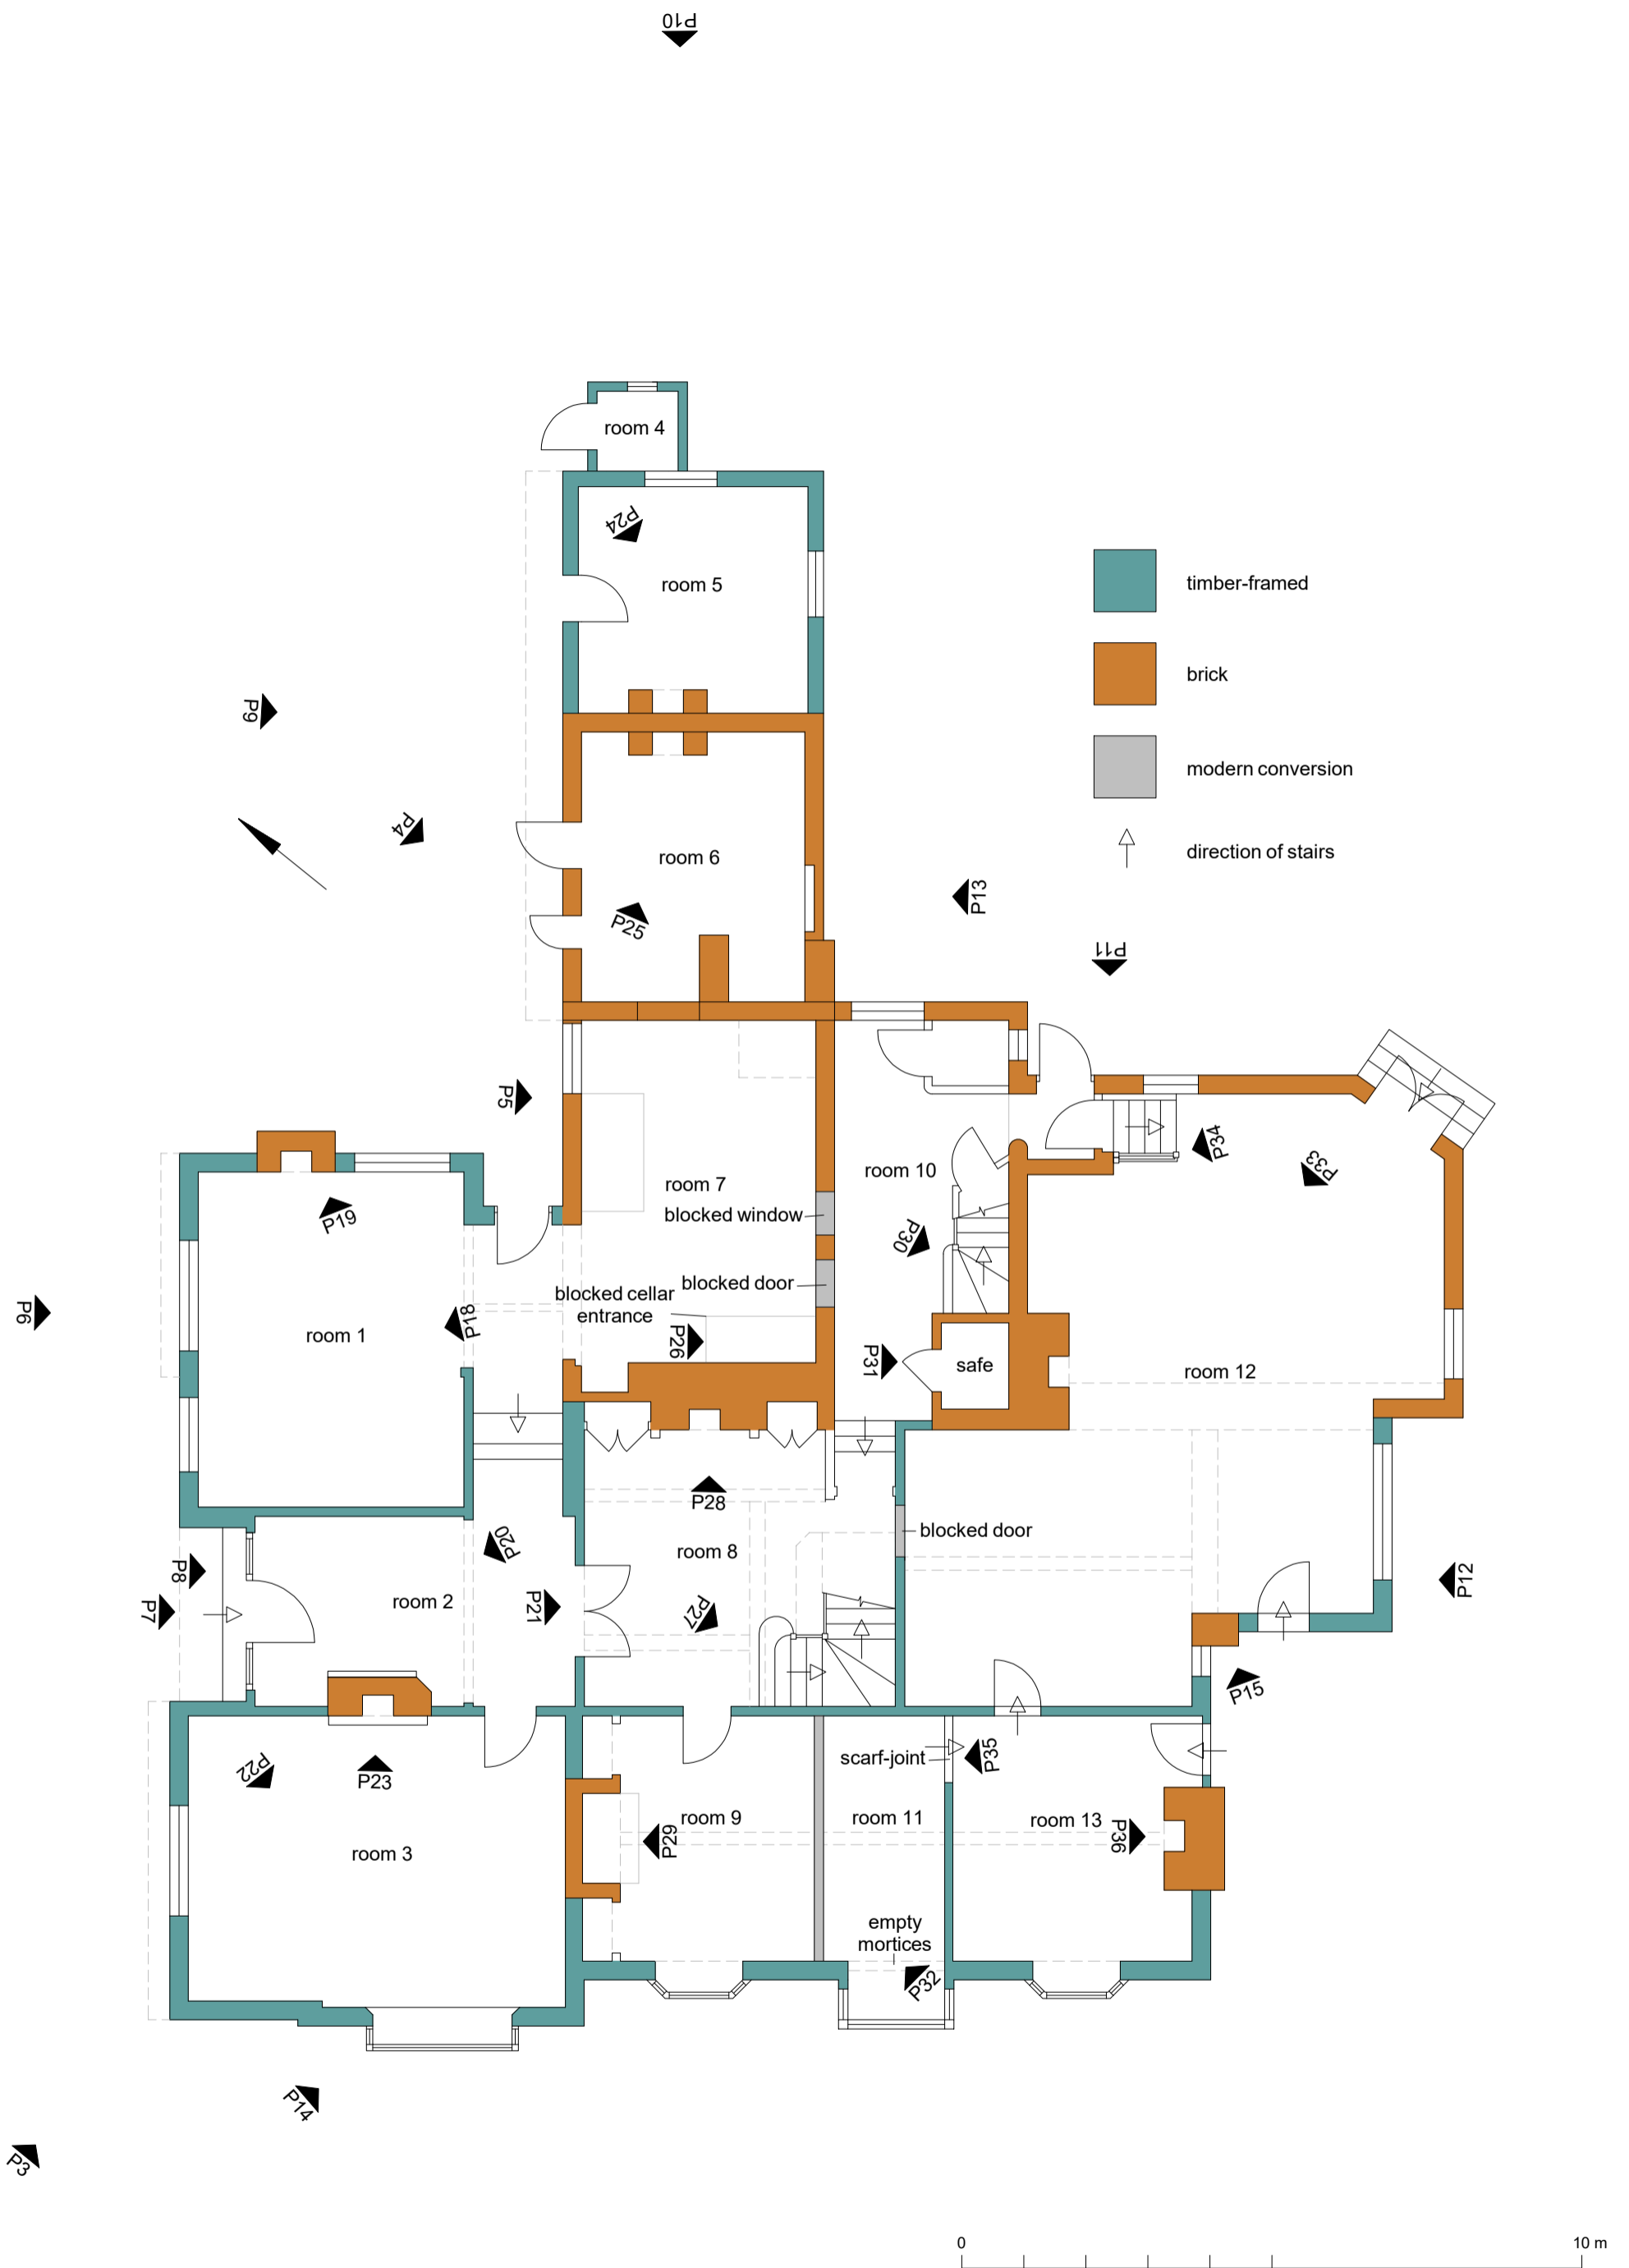 P10
room 4
P24
room 5
timber-framed
brick
P9
modern conversion
P4
room 6
direction of stairs
P13
P25
P11
P5
P34
P33
room 10
room 7
blocked window
P19
P30
blocked door
blocked cellar
entrance
P6
P18
room 1
P26
P31
safe
room 12
P28
blocked door
P20
room 8
P8
P12
P7
room 2
P21
P27
P15
scarf-joint
P35
P22
P23
room 9
room 11
room 13
P29
P36
room 3
empty
mortices
P32
P14
P3
0
10 m